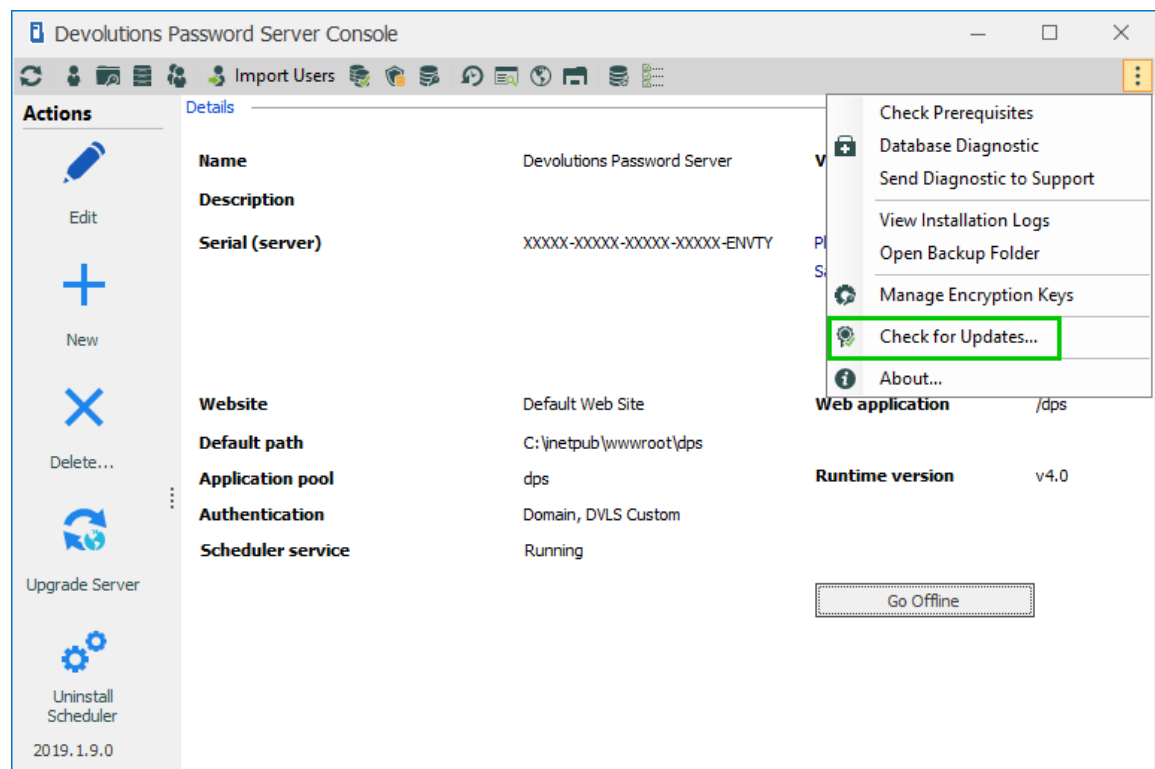 Devolutions Password Server Console
Import Users
Actions
Edit
New
Delete...
Upgrade Server
Uninstall
Scheduler
2019.1.9.0
Details
Name Devolutions Password Server
Description
Serial (server) XXXXX-XXXXX-XXXXX-XXXXX-ENVTY
Website Default Web Site Web application /dps
Default path C:\inetpub\wwwroot\dps
Application pool dps Runtime version v4.0
Authentication Domain, DVLS Custom
Scheduler service Running
Go Offline
Check Prerequisites
Database Diagnostic
Send Diagnostic to Support
View Installation Logs
Open Backup Folder
Manage Encryption Keys
Check for Updates...
About...